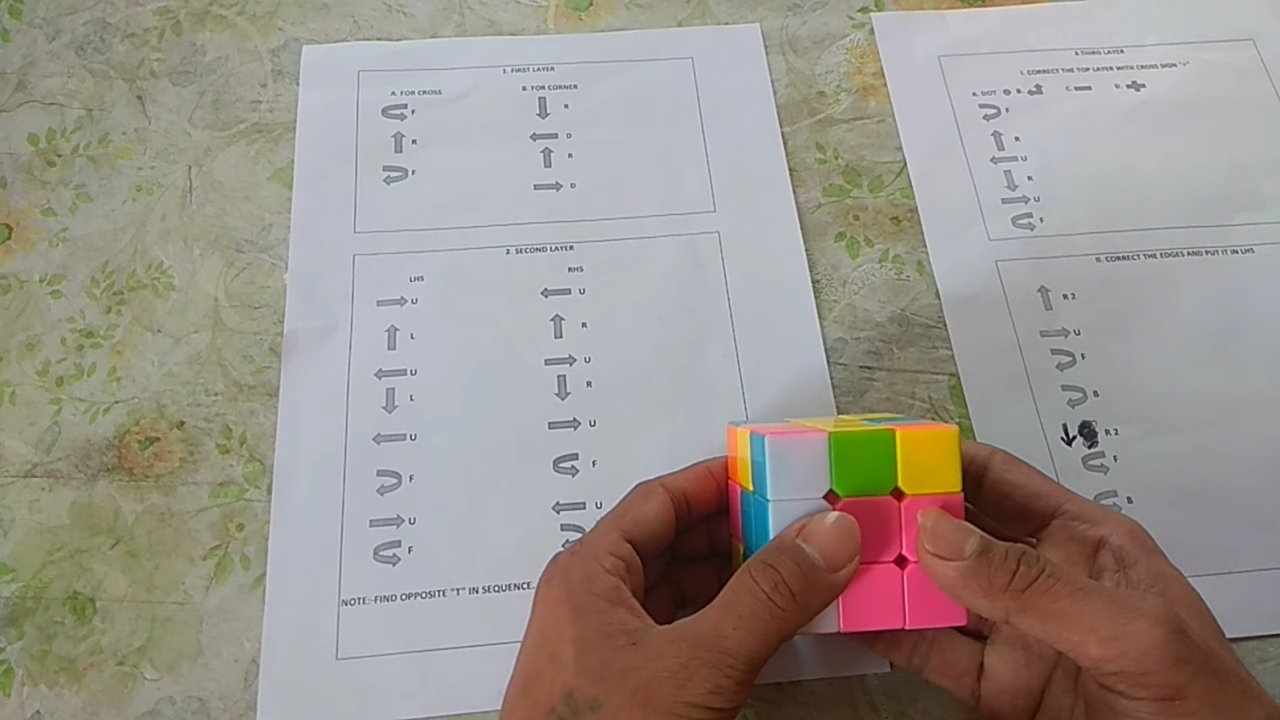 1. FIRST LAYER
A. FOR CROSS
F
R
F
B. FOR CORNER
R
D
R
D
2. SECOND LAYER
LHS
U
L
U
L
U
F
U
F
RHS
U
R
U
R
U
F
U
NOTE:-FIND OPPOSITE "T" IN SEQUENCE.
3.THIRD LAYER
I. CORRECT THE TOP LAYER WITH CROSS SIGN "+"
A. DOT B. C. D.
F
R
U
R
U
F
II. CORRECT THE EDGES AND PUT IT IN LHS
R 2
U
F
B
R 2
F
B